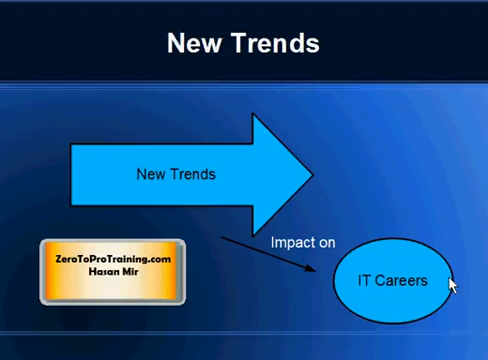 New Trends
New Trends
Impact on
ZeroToProTraining.com
Hasan Mir
IT Careers